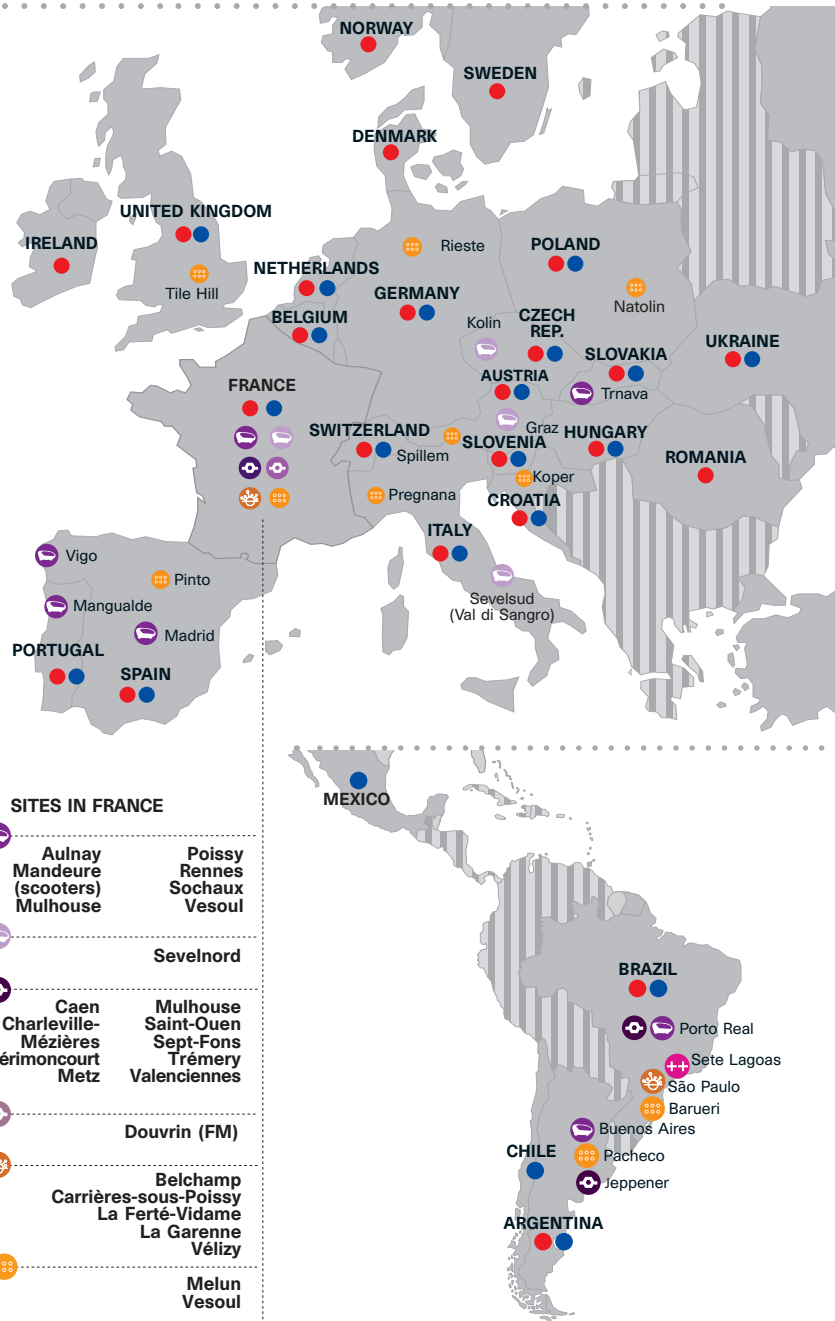 NORWAY
SWEDEN
DENMARK
UNITED KINGDOM
IRELAND
Tile Hill
Rieste
NETHERLANDS
GERMANY
BELGIUM
POLAND
Natolin
Kolin
CZECH
REP.
UKRAINE
SLOVAKIA
Trnava
AUSTRIA
FRANCE
Graz
SWITZERLAND
Spillem
SLOVENIA
HUNGARY
ROMANIA
Koper
Pregnana
CROATIA
ITALY
Vigo
Pinto
Mangualde
Sevelsud
(Val di Sangro)
Madrid
PORTUGAL
SPAIN
SITES IN FRANCE
Aulnay
Mandeure
(scooters)
Mulhouse
Poissy
Rennes
Sochaux
Vesoul
Sevelnord
Caen
Charleville-
Mézières
érimoncourt
Metz
Mulhouse
Saint-Ouen
Sept-Fons
Trémery
Valenciennes
Douvrin (FM)
Belchamp
Carrières-sous-Poissy
La Ferté-Vidame
La Garenne
Vélizy
Melun
Vesoul
MEXICO
BRAZIL
Porto Real
Sete Lagoas
São Paulo
Barueri
Buenos Aires
CHILE
Pacheco
Jeppener
ARGENTINA